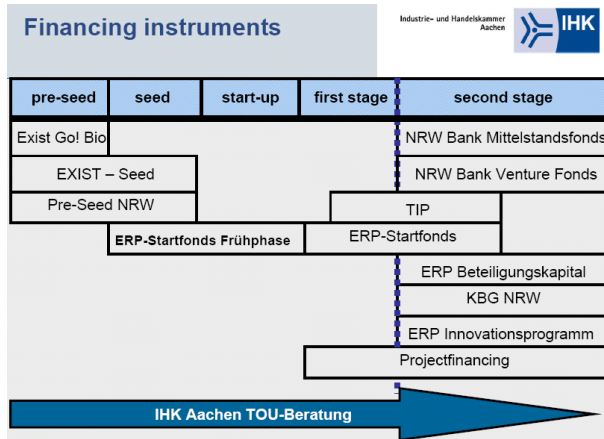 Financing instruments
Industrie- und Handelskammer
Aachen
IHK
pre-seed seed start-up first stage second stage
Exist Go! Bio NRW Bank Mittelstandsfonds
EXIST – Seed NRW Bank Venture Fonds
Pre-Seed NRW TIP
ERP-Startfonds Frühphase ERP-Startfonds
ERP Beteiligungskapital
KBG NRW
ERP Innovationsprogramm
Projectfinancing
IHK Aachen TOU-Beratung